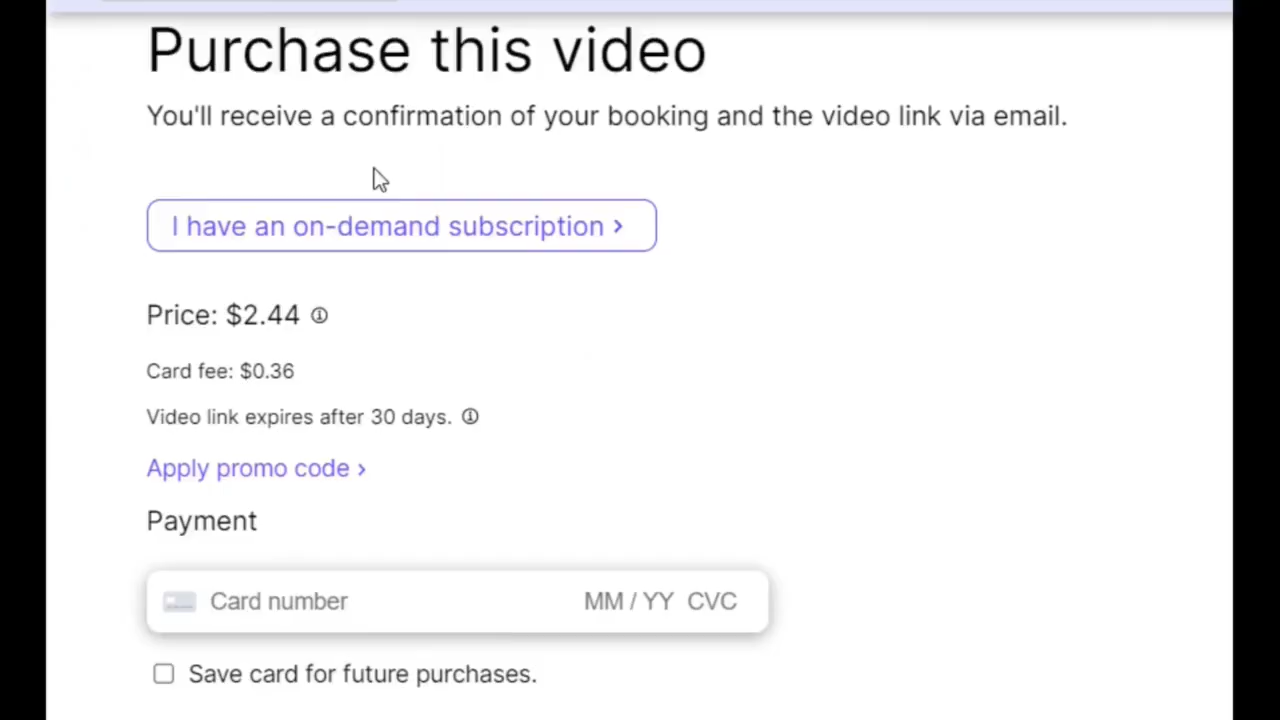 Purchase this video
You'll receive a confirmation of your booking and the video link via email.
I have an on-demand subscription ›
Price: $2.44 ⓘ
Card fee: $0.36
Video link expires after 30 days. ⓘ
Apply promo code ›
Payment
Card number MM / YY CVC
Save card for future purchases.